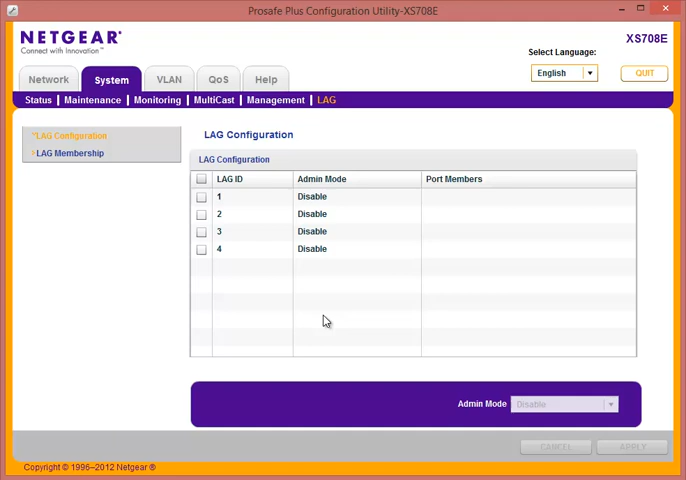 Prosafe Plus Configuration Utility-XS708E
NETGEAR®
Connect with Innovation™
XS708E
Select Language:
English
QUIT
Network System VLAN QoS Help
Status Maintenance Monitoring MultiCast Management LAG
LAG Configuration
LAG Membership
LAG Configuration
LAG Configuration
LAG ID Admin Mode Port Members
1 Disable
2 Disable
3 Disable
4 Disable
Admin Mode Disable
CANCEL APPLY
Copyright © 1996–2012 Netgear ®